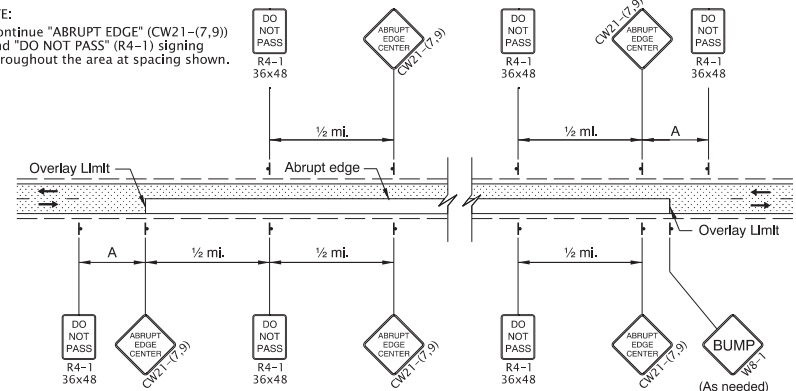 TE:
ontinue "ABRUPT EDGE" (CW21-(7,9))
nd "DO NOT PASS" (R4-1) signing
roughout the area at spacing shown.
DO
NOT
PASS
R4-1
36x48
ABRUPT
EDGE
CENTER
CW21-(7,9)
DO
NOT
PASS
R4-1
36x48
ABRUPT
EDGE
CENTER
CW21-(7,9)
DO
NOT
PASS
R4-1
36x48
½ mi.
½ mi.
A
Overlay Limit
Abrupt edge
Overlay Limit
A
½ mi.
½ mi.
½ mi.
DO
NOT
PASS
R4-1
36x48
ABRUPT
EDGE
CENTER
CW21-(7,9)
DO
NOT
PASS
R4-1
36x48
ABRUPT
EDGE
CENTER
CW21-(7,9)
DO
NOT
PASS
R4-1
36x48
ABRUPT
EDGE
CENTER
CW21-(7,9)
BUMP
W8-1
(As needed)